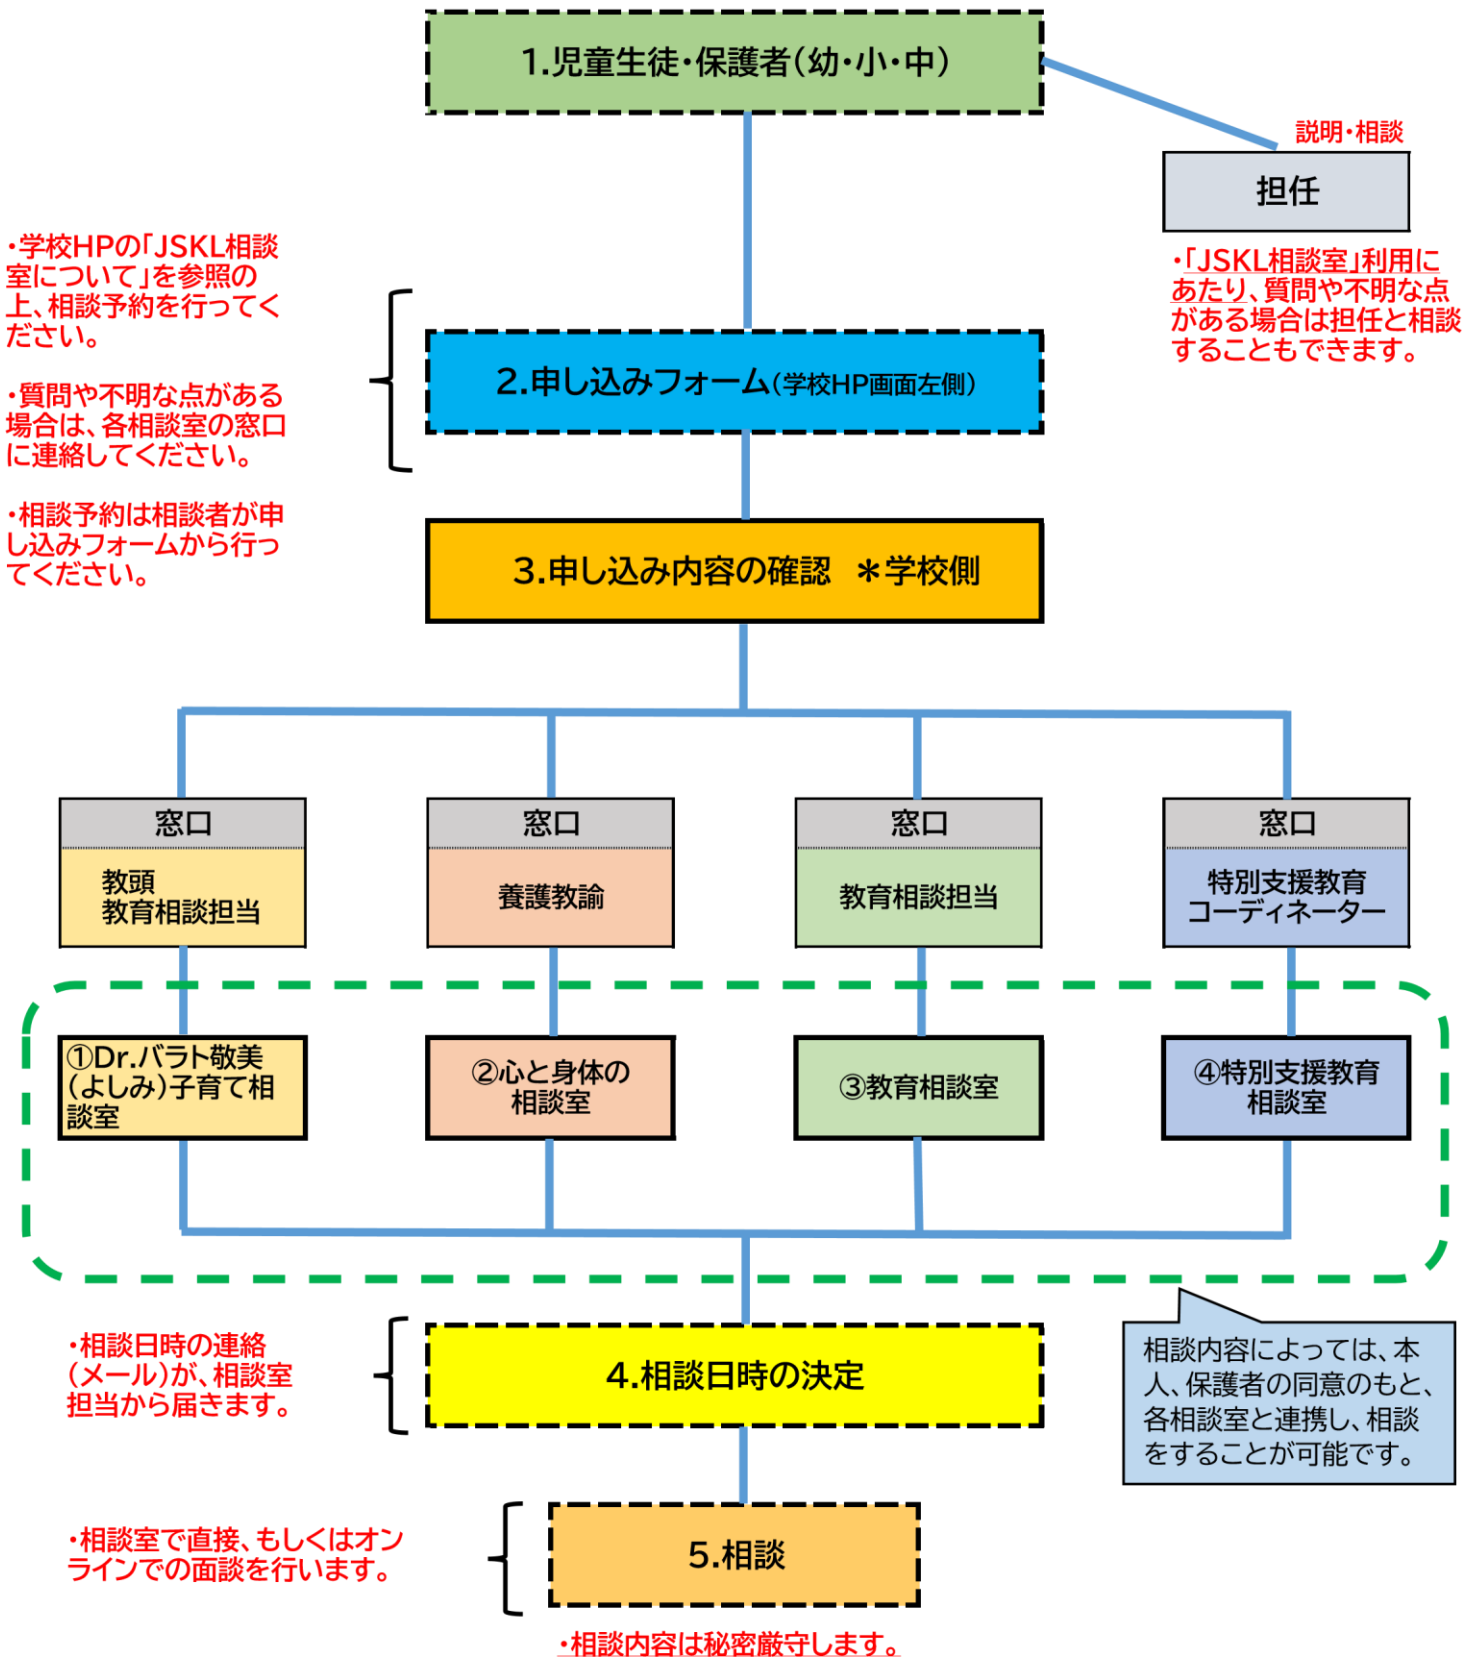 1.児童生徒・保護者(幼・小・中)
説明・相談
担任
・「JSKL相談室」利用に
あたり、質問や不明な点
がある場合は担任と相談
することもできます。
・学校HPの「JSKL相談
室について」を参照の
上、相談予約を行ってく
ださい。
・質問や不明な点がある
場合は、各相談室の窓口
に連絡してください。
・相談予約は相談者が申
し込みフォームから行っ
てください。
2.申し込みフォーム(学校HP画面左側)
3.申し込み内容の確認　＊学校側
窓口
教頭
教育相談担当
窓口
養護教諭
窓口
教育相談担当
窓口
特別支援教育
コーディネーター
①Dr.バラト敬美
(よしみ)子育て相
談室
②心と身体の
相談室
③教育相談室
④特別支援教育
相談室
・相談日時の連絡
(メール)が、相談室
担当から届きます。
4.相談日時の決定
相談内容によっては、本
人、保護者の同意のもと、
各相談室と連携し、相談
をすることが可能です。
・相談室で直接、もしくはオン
ラインでの面談を行います。
5.相談
・相談内容は秘密厳守します。